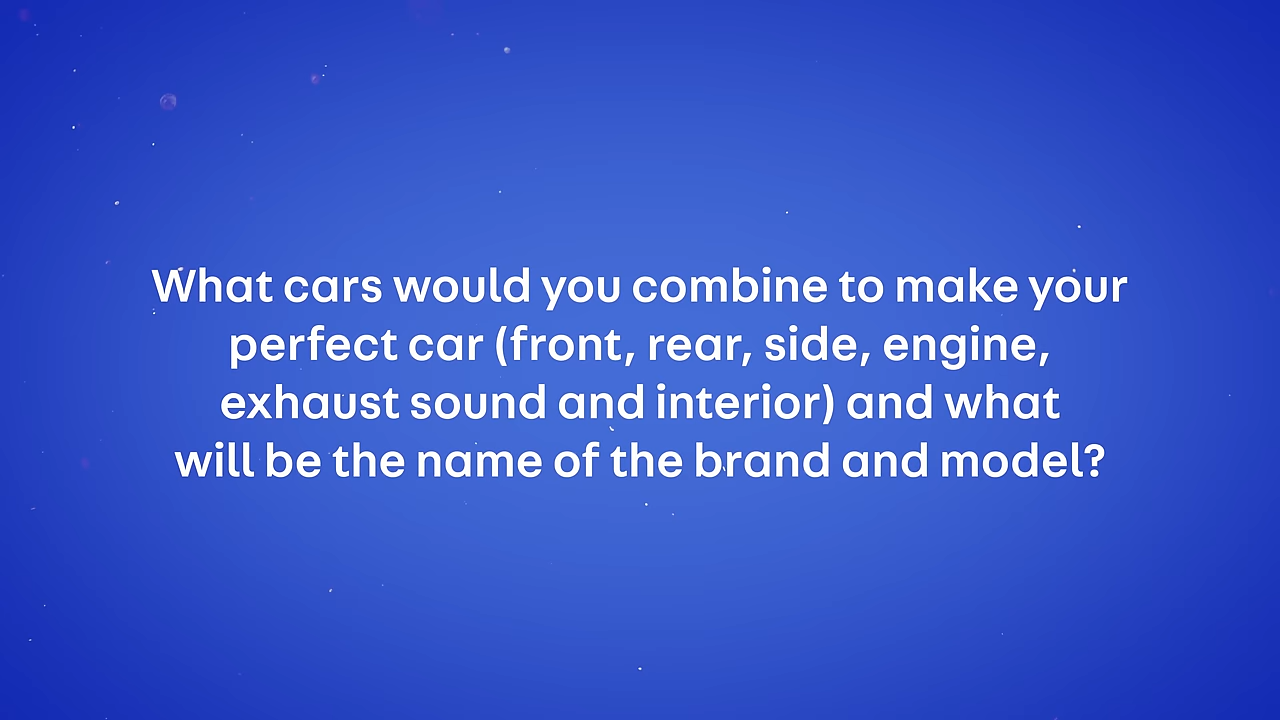 What cars would you combine to make your
perfect car (front, rear, side, engine,
exhaust sound and interior) and what
will be the name of the brand and model?